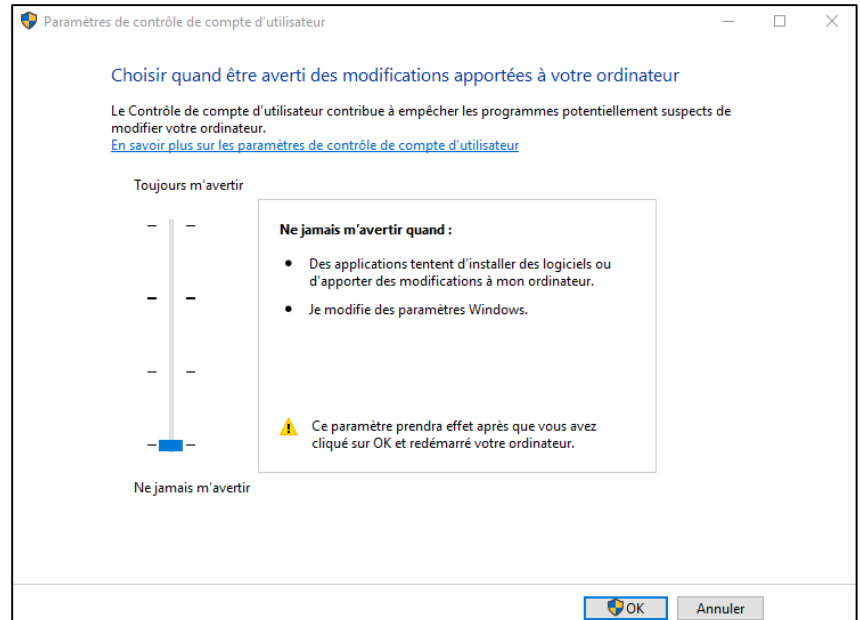 Paramètres de contrôle de compte d'utilisateur
Choisir quand être averti des modifications apportées à votre ordinateur
Le Contrôle de compte d'utilisateur contribue à empêcher les programmes potentiellement suspects de
modifier votre ordinateur.
En savoir plus sur les paramètres de contrôle de compte d'utilisateur
Toujours m'avertir
Ne jamais m'avertir quand :
Des applications tentent d'installer des logiciels ou
d'apporter des modifications à mon ordinateur.
Je modifie des paramètres Windows.
Ce paramètre prendra effet après que vous avez
cliqué sur OK et redémarré votre ordinateur.
Ne jamais m'avertir
OK
Annuler